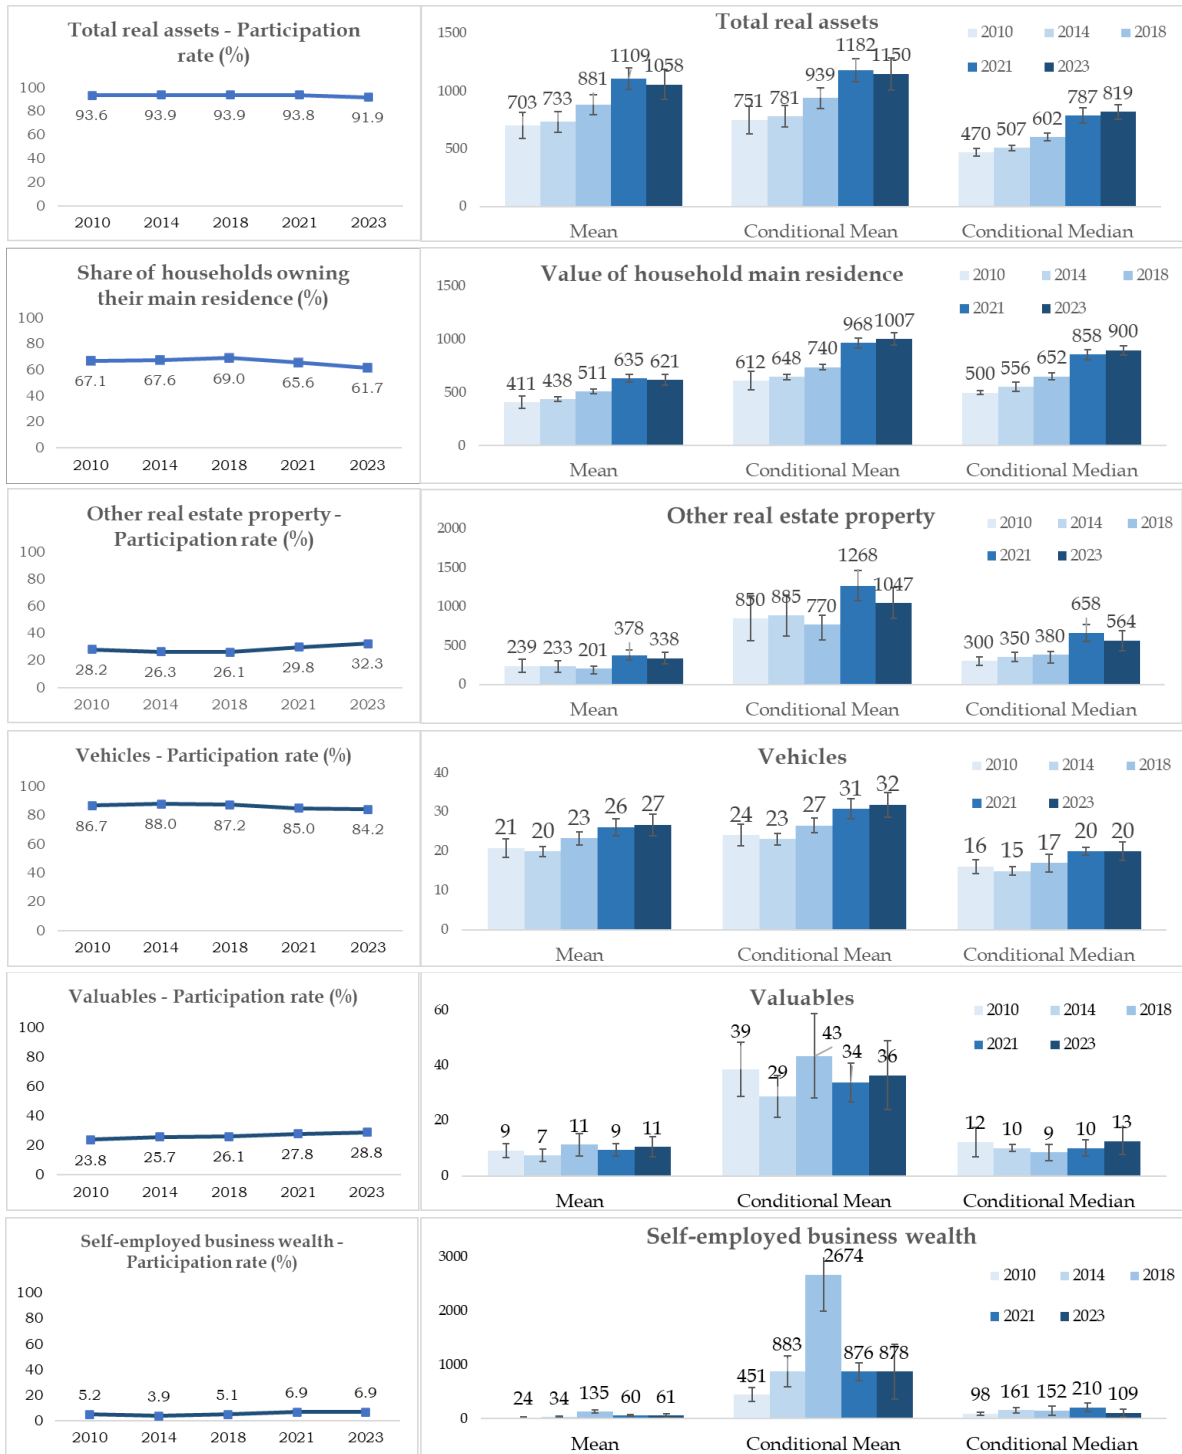 Total real assets - Participation
rate (%)
100
80
60
40
20
0
93.6 93.9 93.9 93.8 91.9
2010 2014 2018 2021 2023
Total real assets
2010 2014 2018
2021 2023
1500
1000
500
0
703 733 881 1109 1058
751 781 939 1182 1150
470 507 602 787 819
Mean Conditional Mean Conditional Median
Share of households owning
their main residence (%)
100
80
60
40
20
0
67.1 67.6 69.0 65.6 61.7
2010 2014 2018 2021 2023
Value of household main residence
2010 2014 2018
2021 2023
1500
1000
500
0
411 438 511 635 621
612 648 740 968 1007
500 556 652 858 900
Mean Conditional Mean Conditional Median
Other real estate property -
Participation rate (%)
100
80
60
40
20
0
28.2 26.3 26.1 29.8 32.3
2010 2014 2018 2021 2023
Other real estate property
2010 2014 2018
2021 2023
2000
1500
1000
500
0
239 233 201 378 338
850 885 770 1268 1047
300 350 380 658 564
Mean Conditional Mean Conditional Median
Vehicles - Participation rate (%)
100
80
60
40
20
0
86.7 88.0 87.2 85.0 84.2
2010 2014 2018 2021 2023
Vehicles
2010 2014 2018
2021 2023
40
30
20
10
0
21 20 23 26 27
24 23 27 31 32
16 15 17 20 20
Mean Conditional Mean Conditional Median
Valuables - Participation rate (%)
100
80
60
40
20
0
23.8 25.7 26.1 27.8 28.8
2010 2014 2018 2021 2023
Valuables
2010 2014 2018
2021 2023
60
40
20
0
9 7 11 9 11
39 29 43 34 36
12 10 9 10 13
Mean Conditional Mean Conditional Median
Self-employed business wealth -
Participation rate (%)
100
80
60
40
20
0
5.2 3.9 5.1 6.9 6.9
2010 2014 2018 2021 2023
Self-employed business wealth
2010 2014 2018
2021 2023
3000
2000
1000
0
24 34 135 60 61
451 883 2674 876 878
98 161 152 210 109
Mean Conditional Mean Conditional Median